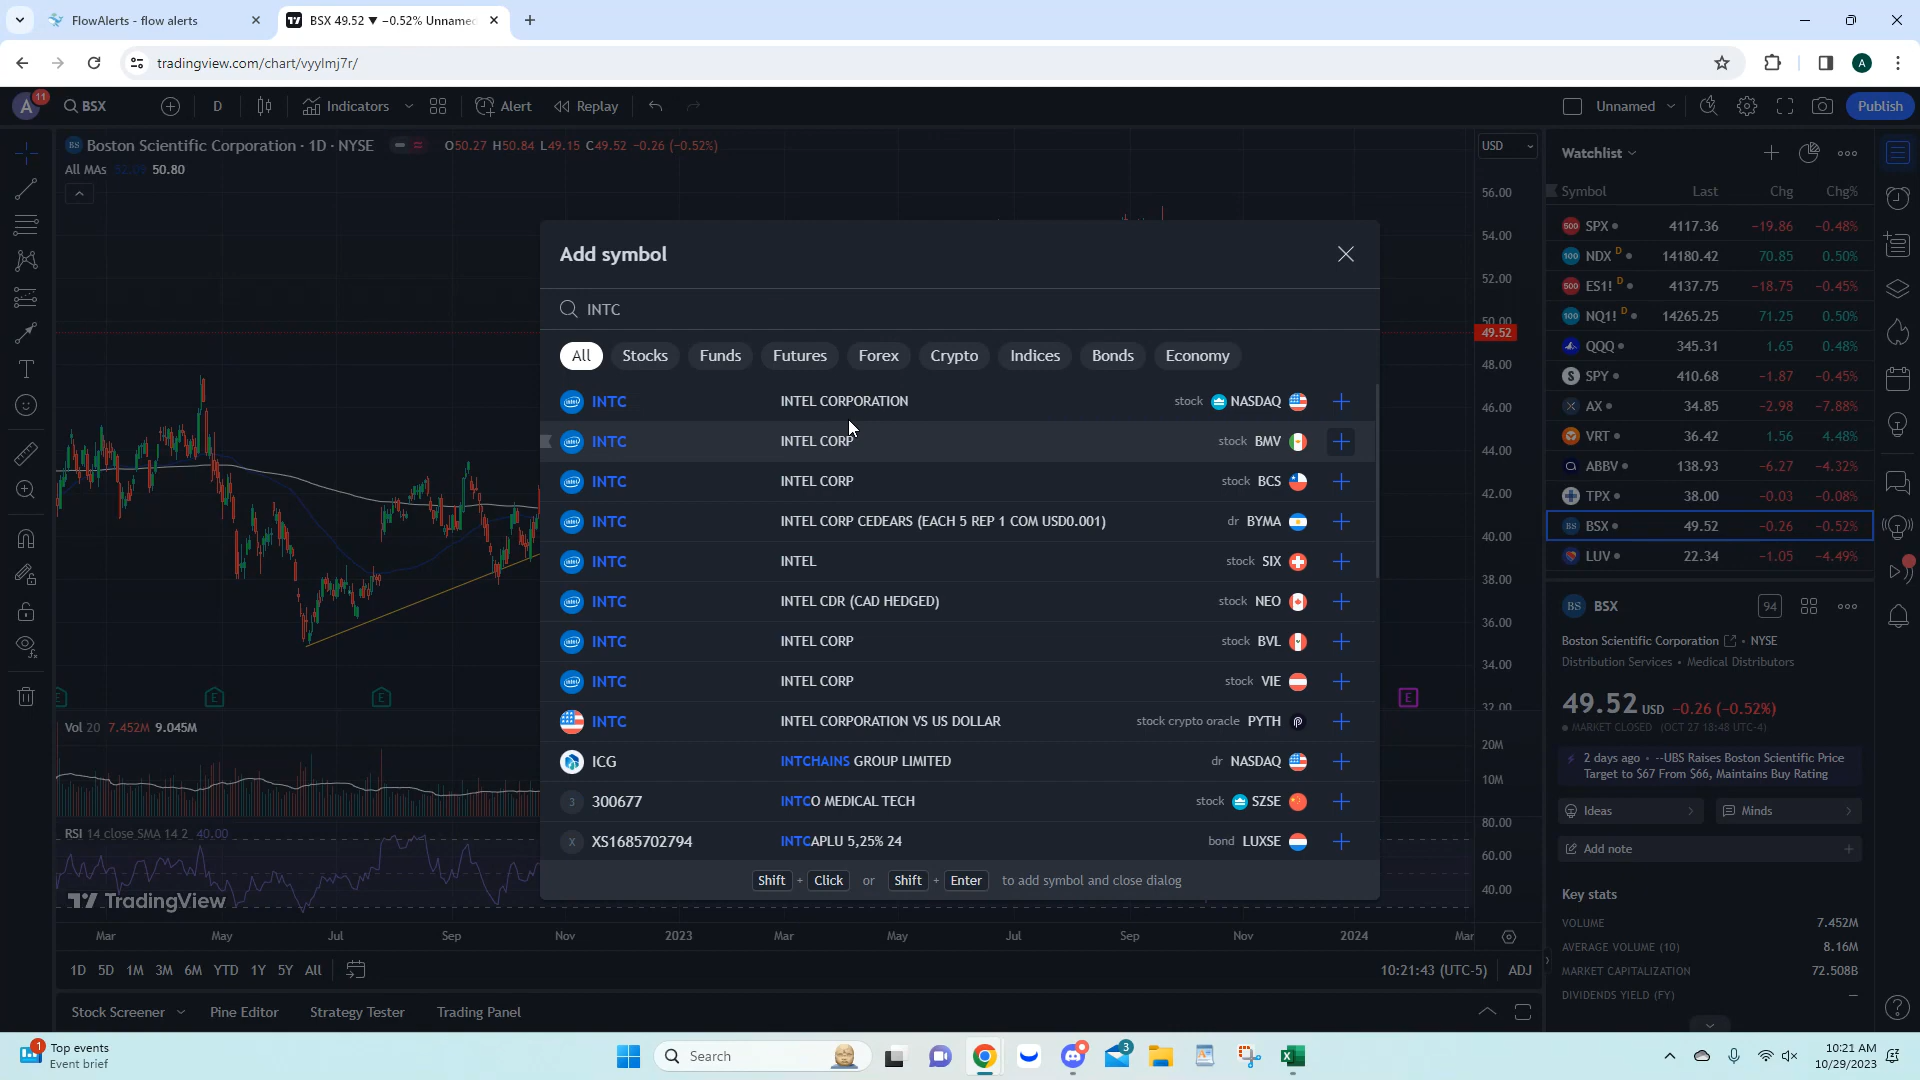 FlowAlerts - flow alerts
BSX 49.52 ▼ −0.52% Unname
tradingview.com/chart/vyylmj7r/
A
A
11
BSX
D
Indicators
Alert
Replay
Unnamed
Publish
BS Boston Scientific Corporation · 1D · NYSE
O50.27 H50.84 L49.15 C49.52 −0.26 (−0.52%)
All MAs 50.80
USD
56.00
54.00
52.00
50.00
49.52
48.00
46.00
44.00
42.00
40.00
38.00
36.00
34.00
32.00
20M
10M
80.00
60.00
40.00
Add symbol
INTC
All Stocks Funds Futures Forex Crypto Indices Bonds Economy
INTC INTEL CORPORATION stock NASDAQ
INTC INTEL CORP stock BMV
INTC INTEL CORP stock BCS
INTC INTEL CORP CEDEARS (EACH 5 REP 1 COM USD0.001) dr BYMA
INTC INTEL stock SIX
INTC INTEL CDR (CAD HEDGED) stock NEO
INTC INTEL CORP stock BVL
INTC INTEL CORP stock VIE
INTC INTEL CORPORATION VS US DOLLAR stock crypto oracle PYTH
ICG INTCHAINS GROUP LIMITED dr NASDAQ
3 300677 INTCO MEDICAL TECH stock SZSE
X XS1685702794 INTCAPLU 5,25% 24 bond LUXSE
Shift + Click or Shift + Enter to add symbol and close dialog
E E E E
Vol 20 7.452M 9.045M
RSI 14 close SMA 14 2 40.00
TradingView
Mar May Jul Sep Nov 2023 Mar May Jul Sep Nov 2024 Mar
1D 5D 1M 3M 6M YTD 1Y 5Y All
10:21:43 (UTC-5) ADJ
Stock Screener Pine Editor Strategy Tester Trading Panel
Watchlist
Symbol Last Chg Chg%
500 SPX 4117.36 −19.86 −0.48%
100 NDX D 14180.42 70.85 0.50%
500 ES1! D 4137.75 −18.75 −0.45%
100 NQ1! D 14265.25 71.25 0.50%
QQQ 345.31 1.65 0.48%
S SPY 410.68 −1.87 −0.45%
AX 34.85 −2.98 −7.88%
VRT 36.42 1.56 4.48%
ABBV 138.93 −6.27 −4.32%
TPX 38.00 −0.03 −0.08%
BS BSX 49.52 −0.26 −0.52%
LUV 22.34 −1.05 −4.49%
BS BSX 94
Boston Scientific Corporation • NYSE
Distribution Services • Medical Distributors
49.52 USD −0.26 (−0.52%)
MARKET CLOSED (OCT 27 18:48 UTC-4)
2 days ago • --UBS Raises Boston Scientific Price
Target to $67 From $66, Maintains Buy Rating
Ideas Minds
Add note
Key stats
VOLUME 7.452M
AVERAGE VOLUME (10) 8.16M
MARKET CAPITALIZATION 72.508B
DIVIDENDS YIELD (FY) —
1
Top events
Event brief
Search
3
10:21 AM
10/29/2023